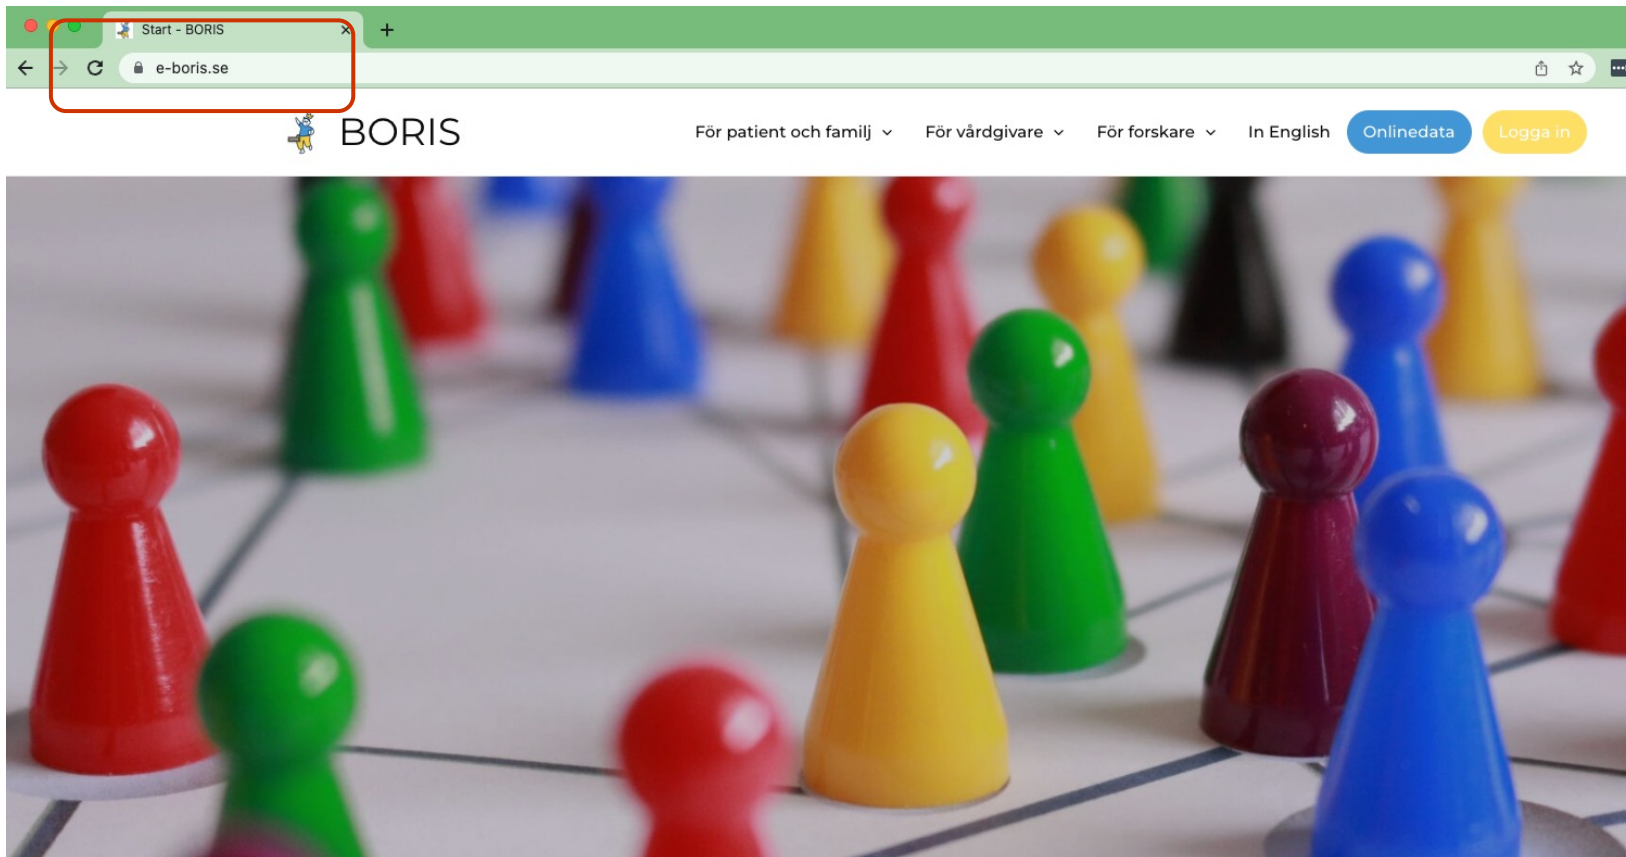 Start - BORIS
e-boris.se
BORIS För patient och familj För vårdgivare För forskare In English Onlinedata Logga in